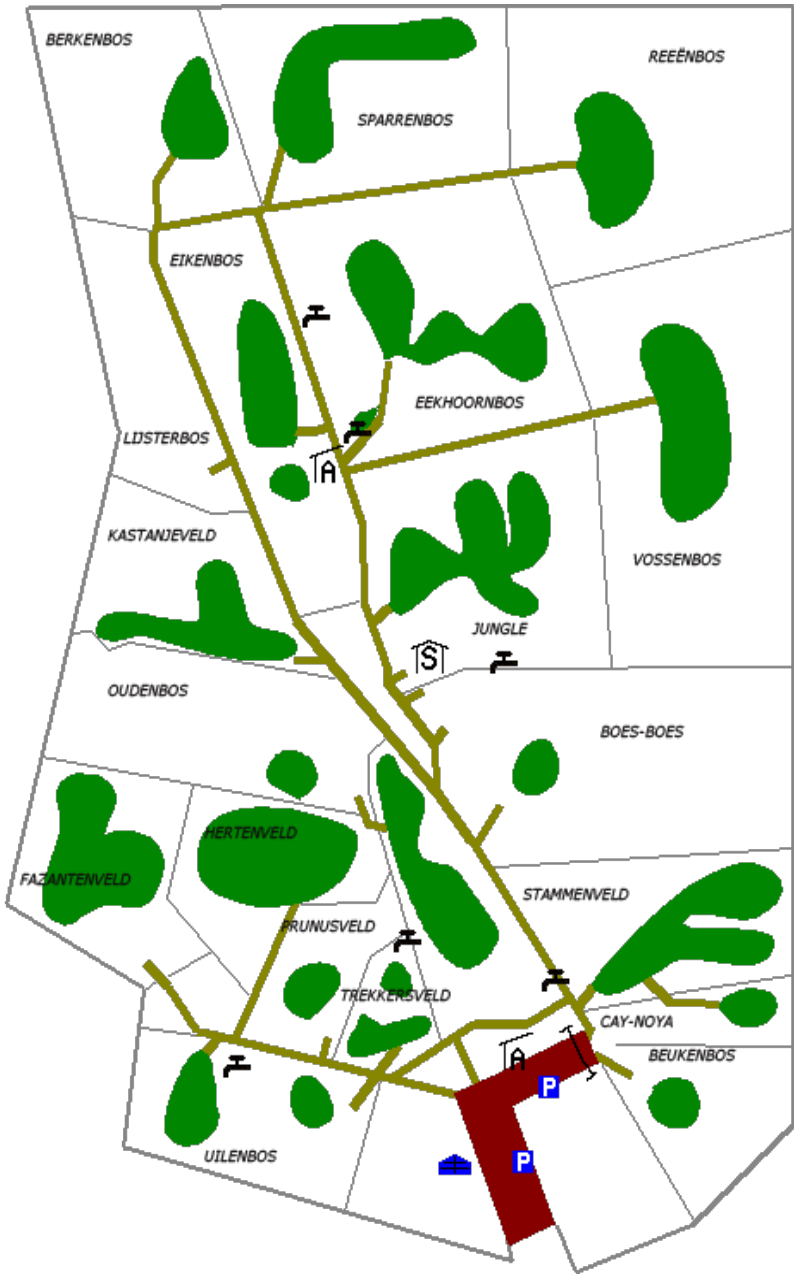 BERKENBOS
REEËNBOS
SPARRENBOS
EIKENBOS
EEKHOORNBOS
LIJSTERBOS
A
KASTANJEVELD
VOSSENBOS
JUNGLE
S
OUDENBOS
BOES-BOES
HERTENVELD
FAZANTENVELD
STAMMENVELD
PRUNUSVELD
TREKKERSVELD
CAY-NOYA
BEUKENBOS
A
P
UILENBOS
P